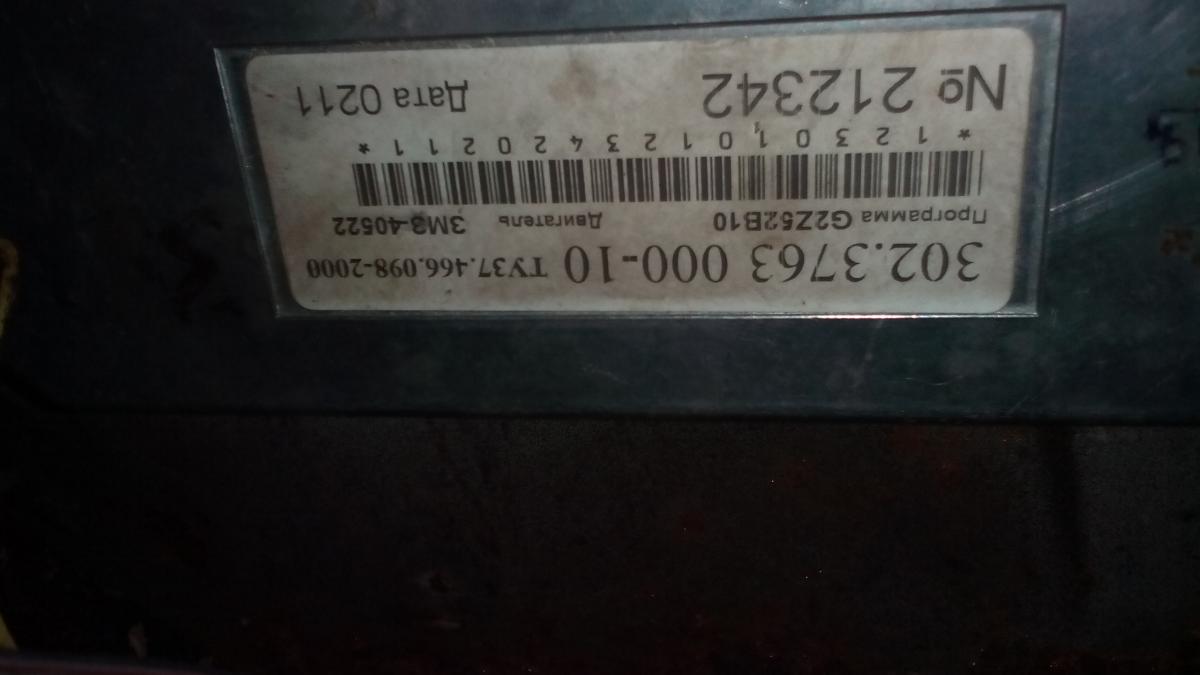 302.3763 000-10 ТУ37.466.098-2000
Программа G2Z52B10 Двигатель ЗМЗ-40522
* 1 2 3 0 1 0 1 2 3 4 2 0 2 1 1 *
№ 212342 Дата 0211